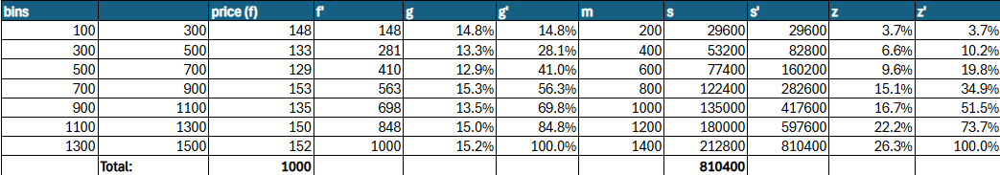 bins price (f) f' g g' m s s' z z'
100 300 148 148 14.8% 14.8% 200 29600 29600 3.7% 3.7%
300 500 133 281 13.3% 28.1% 400 53200 82800 6.6% 10.2%
500 700 129 410 12.9% 41.0% 600 77400 160200 9.6% 19.8%
700 900 153 563 15.3% 56.3% 800 122400 282600 15.1% 34.9%
900 1100 135 698 13.5% 69.8% 1000 135000 417600 16.7% 51.5%
1100 1300 150 848 15.0% 84.8% 1200 180000 597600 22.2% 73.7%
1300 1500 152 1000 15.2% 100.0% 1400 212800 810400 26.3% 100.0%
Total: 1000 810400